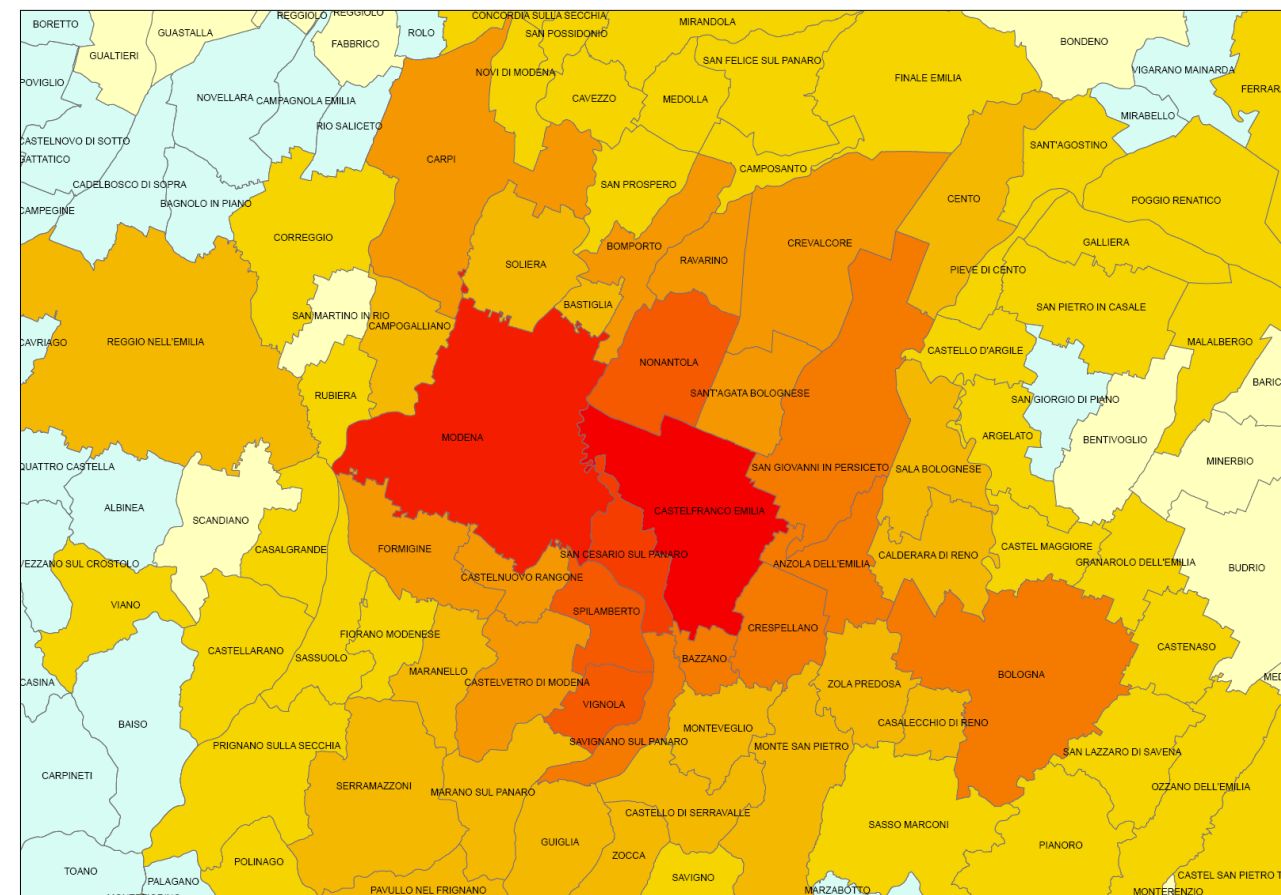 BORETTO
GUASTALLA
REGGIOLO
REGGIOLO
ROLO
CONCORDIA SULLA SECCHIA
MIRANDOLA
GUALTIERI
FABBRICO
SAN POSSIDONIO
BONDENO
POVIGLIO
NOVI DI MODENA
SAN FELICE SUL PANARO
FINALE EMILIA
VIGARANO MAINARDA
FERRAR
NOVELLARA
CAMPAGNOLA EMILIA
CAVEZZO
MEDOLLA
RIO SALICETO
MIRABELLO
CASTELNOVO DI SOTTO
GATTATICO
CARPI
SANT'AGOSTINO
CADELBOSCO DI SOPRA
SAN PROSPERO
CAMPOSANTO
CAMPEGINE
BAGNOLO IN PIANO
CENTO
POGGIO RENATICO
CORREGGIO
BOMPORTO
CREVALCORE
GALLIERA
SOLIERA
RAVARINO
PIEVE DI CENTO
BASTIGLIA
SAN PIETRO IN CASALE
SAN MARTINO IN RIO
CAMPOGALLIANO
CAVRIAGO
REGGIO NELL'EMILIA
MALALBERGO
CASTELLO D'ARGILE
NONANTOLA
BARIC
RUBIERA
SANT'AGATA BOLOGNESE
SAN GIORGIO DI PIANO
MODENA
ARGELATO
BENTIVOGLIO
QUATTRO CASTELLA
SAN GIOVANNI IN PERSICETO
SALA BOLOGNESE
MINERBIO
ALBINEA
CASTELFRANCO EMILIA
SCANDIANO
CASALGRANDE
FORMIGINE
SAN CESARIO SUL PANARO
CALDERARA DI RENO
CASTEL MAGGIORE
VEZZANO SUL CROSTOLO
CASTELNUOVO RANGONE
ANZOLA DELL'EMILIA
GRANAROLO DELL'EMILIA
BUDRIO
VIANO
SPILAMBERTO
FIORANO MODENESE
CRESPELLANO
CASTELLARANO
SASSUOLO
BAZZANO
CASTENASO
MARANELLO
CASINA
CASTELVETRO DI MODENA
ZOLA PREDOSA
BOLOGNA
MED
VIGNOLA
BAISO
MONTEVEGLIO
CASALECCHIO DI RENO
PRIGNANO SULLA SECCHIA
SAVIGNANO SUL PANARO
MONTE SAN PIETRO
SAN LAZZARO DI SAVENA
CARPINETI
SERRAMAZZONI
MARANO SUL PANARO
OZZANO DELL'EMILIA
CASTELLO DI SERRAVALLE
SASSO MARCONI
GUIGLIA
PIANORO
POLINAGO
ZOCCA
TOANO
SAVIGNO
CASTEL SAN PIETRO T
PALAGANO
PAVULLO NEL FRIGNANO
MARZABOTTO
MONTERENZIO